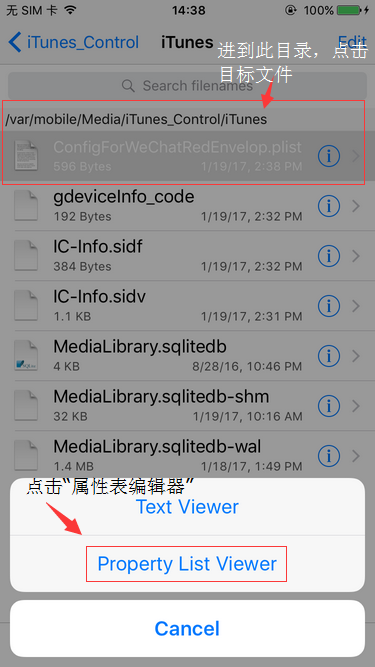 无 SIM 卡 14:38 100%
iTunes_Control iTunes Edit
进到此目录，点击
目标文件
Search filenames
/var/mobile/Media/iTunes_Control/iTunes
ConfigForWeChatRedEnvelop.plist
596 Bytes 1/19/17, 2:38 PM
gdeviceInfo_code
192 Bytes 1/19/17, 2:32 PM
IC-Info.sidf
384 Bytes 1/19/17, 2:32 PM
IC-Info.sidv
1.1 KB 1/19/17, 2:31 PM
MediaLibrary.sqlitedb
4 KB 8/28/16, 10:46 PM
MediaLibrary.sqlitedb-shm
32 KB 1/19/17, 10:16 AM
MediaLibrary.sqlitedb-wal
1.4 MB 1/18/17, 1:49 PM
点击“属性表编辑器”
Text Viewer
Property List Viewer
Cancel